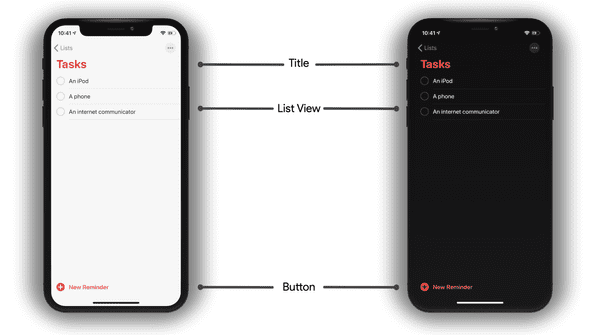 10:41
Lists
Tasks
An iPod
A phone
An internet communicator
New Reminder
Title
List View
Button
10:41
Lists
Tasks
An iPod
A phone
An internet communicator
New Reminder